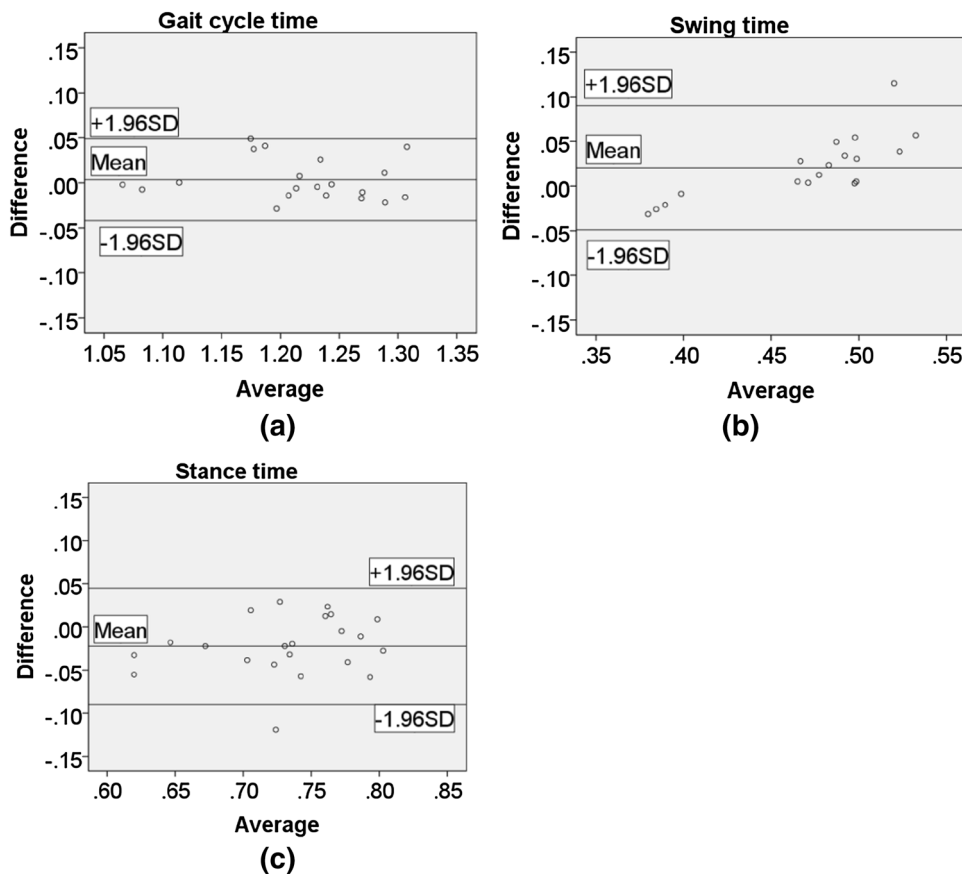 Gait cycle time
.15
.10
+1.96SD
.05
Mean
.00
-.05
-1.96SD
-.10
-.15
Difference
1.05 1.10 1.15 1.20 1.25 1.30 1.35
Average
(a)
Swing time
.15
+1.96SD
.10
.05
Mean
.00
-.05
-1.96SD
-.10
-.15
Difference
.35 .40 .45 .50 .55
Average
(b)
Stance time
.15
.10
+1.96SD
.05
.00
Mean
-.05
-.10
-1.96SD
-.15
Difference
.60 .65 .70 .75 .80 .85
Average
(c)